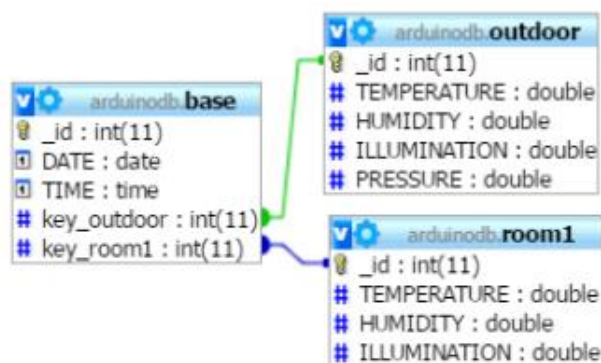 arduinodb.base
_id : int(11)
DATE : date
TIME : time
key_outdoor : int(11)
key_room1 : int(11)
arduinodb.outdoor
_id : int(11)
TEMPERATURE : double
HUMIDITY : double
ILLUMINATION : double
PRESSURE : double
arduinodb.room1
_id : int(11)
TEMPERATURE : double
HUMIDITY : double
ILLUMINATION : double